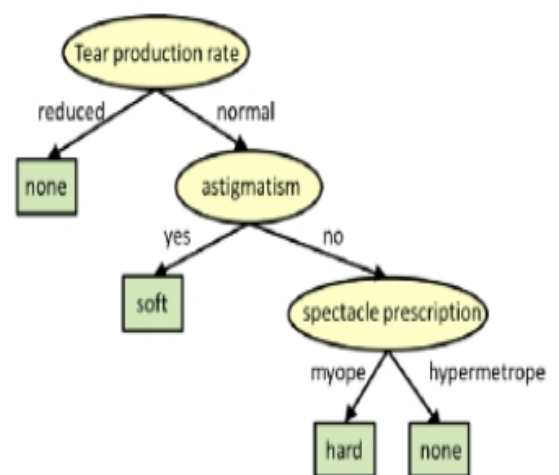 Tear production rate
reduced
normal
none
astigmatism
yes
no
soft
spectacle prescription
myope
hypermetrope
hard
none